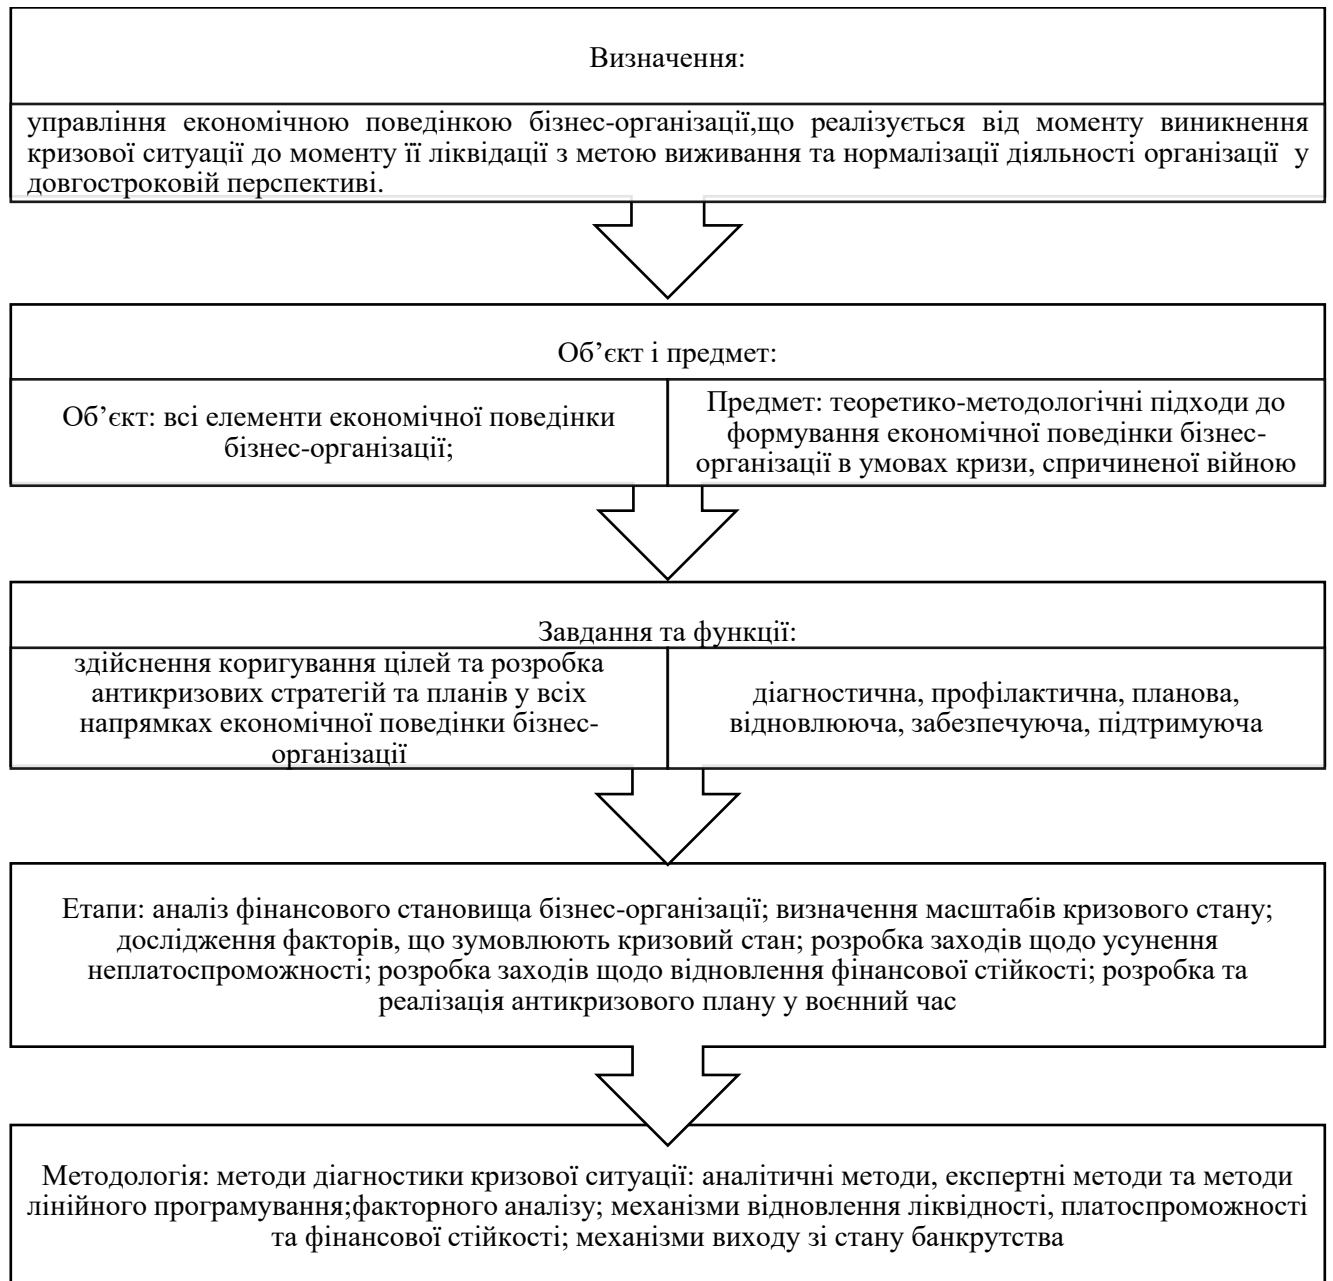 Визначення:
управління економічною поведінкою бізнес-організації,що реалізується від моменту виникнення
кризової ситуації до моменту її ліквідації з метою виживання та нормалізації діяльності організації у
довгостроковій перспективі.
Об’єкт і предмет:
Об’єкт: всі елементи економічної поведінки
бізнес-організації;
Предмет: теоретико-методологічні підходи до
формування економічної поведінки бізнес-
організації в умовах кризи, спричиненої війною
Завдання та функції:
здійснення коригування цілей та розробка
антикризових стратегій та планів у всіх
напрямках економічної поведінки бізнес-
організації
діагностична, профілактична, планова,
відновлююча, забезпечуюча, підтримуюча
Етапи: аналіз фінансового становища бізнес-організації; визначення масштабів кризового стану;
дослідження факторів, що зумовлюють кризовий стан; розробка заходів щодо усунення
неплатоспроможності; розробка заходів щодо відновлення фінансової стійкості; розробка та
реалізація антикризового плану у воєнний час
Методологія: методи діагностики кризової ситуації: аналітичні методи, експертні методи та методи
лінійного програмування;факторного аналізу; механізми відновлення ліквідності, платоспроможності
та фінансової стійкості; механізми виходу зі стану банкрутства